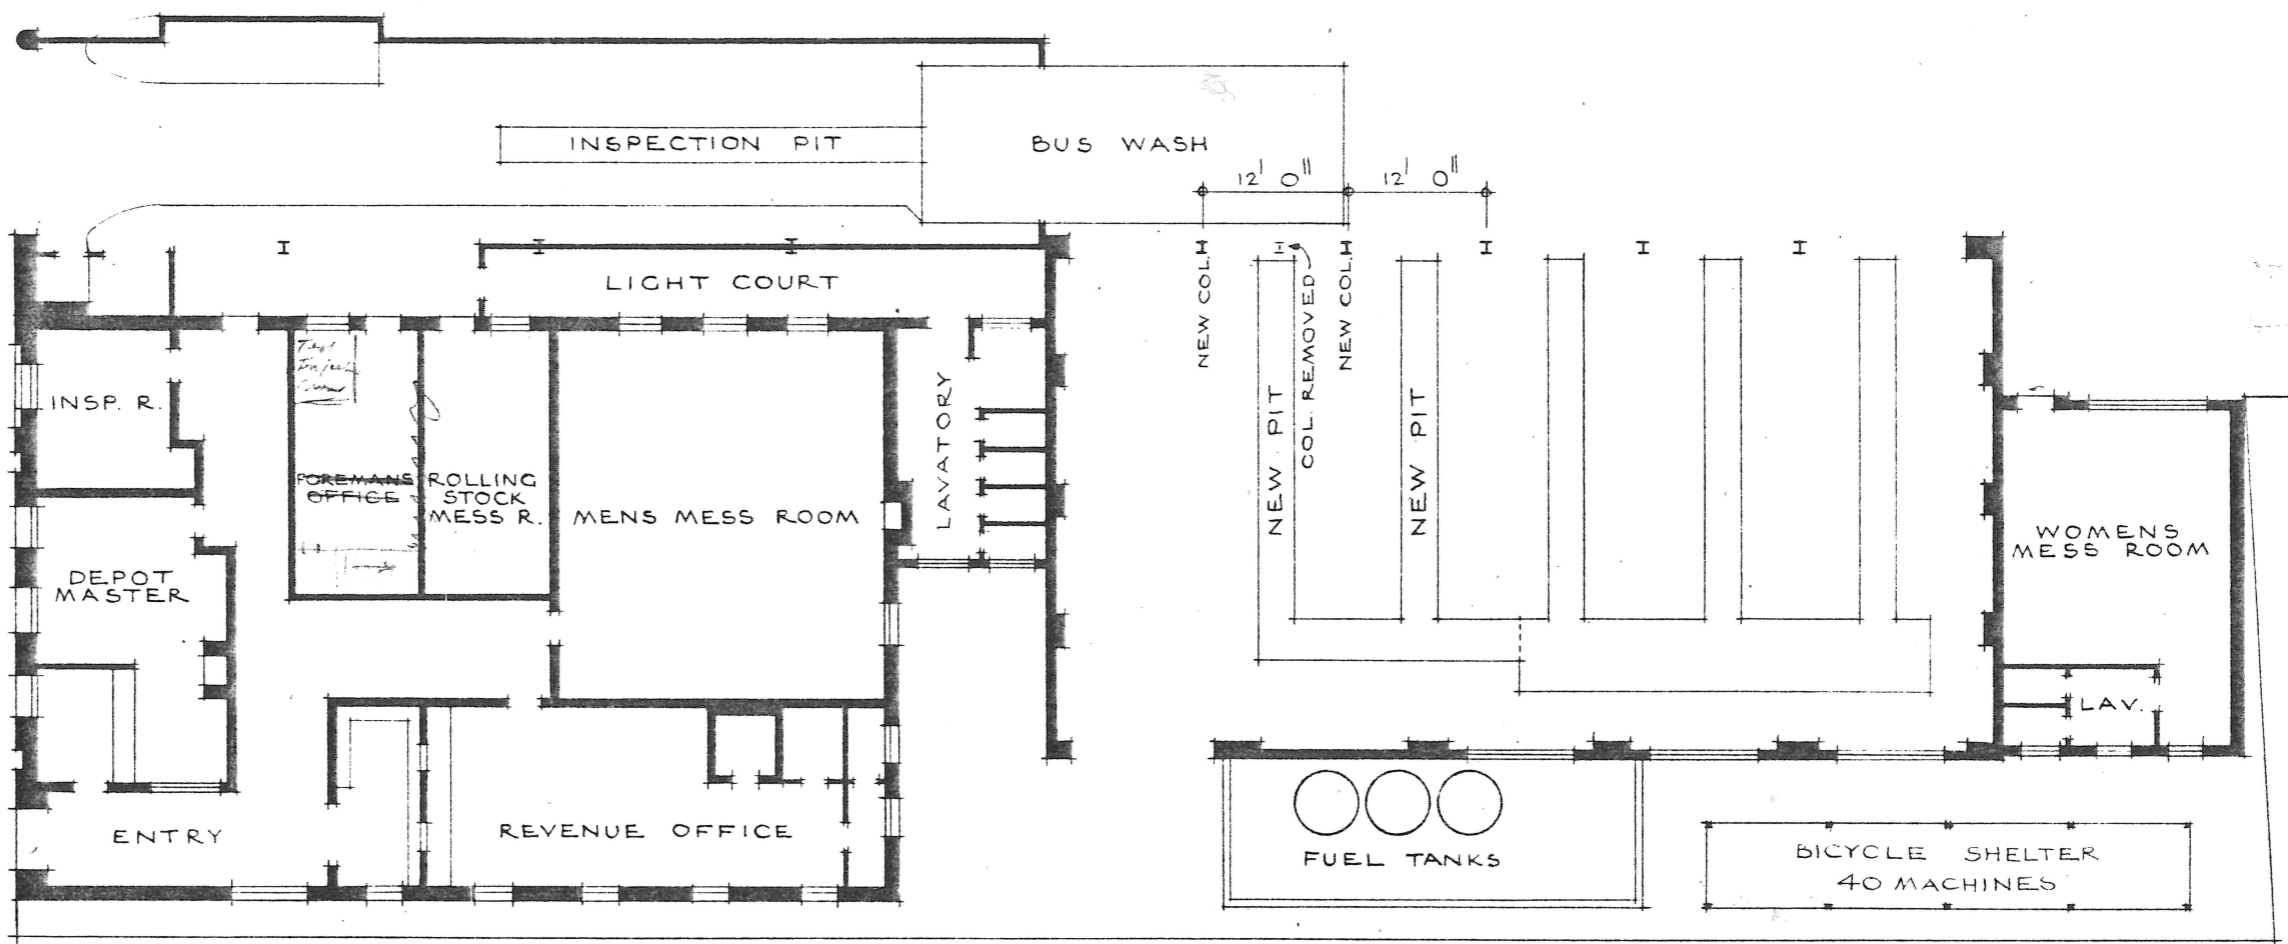 INSPECTION PIT
BUS WASH
12' 0"
12' 0"
LIGHT COURT
NEW COL.
COL. REMOVED
NEW COL.
INSP. R.
FOREMANS
OFFICE
ROLLING
STOCK
MESS R.
MENS MESS ROOM
LAVATORY
NEW PIT
NEW PIT
WOMENS
MESS ROOM
DEPOT
MASTER
LAV.
ENTRY
REVENUE OFFICE
FUEL TANKS
BICYCLE SHELTER
40 MACHINES